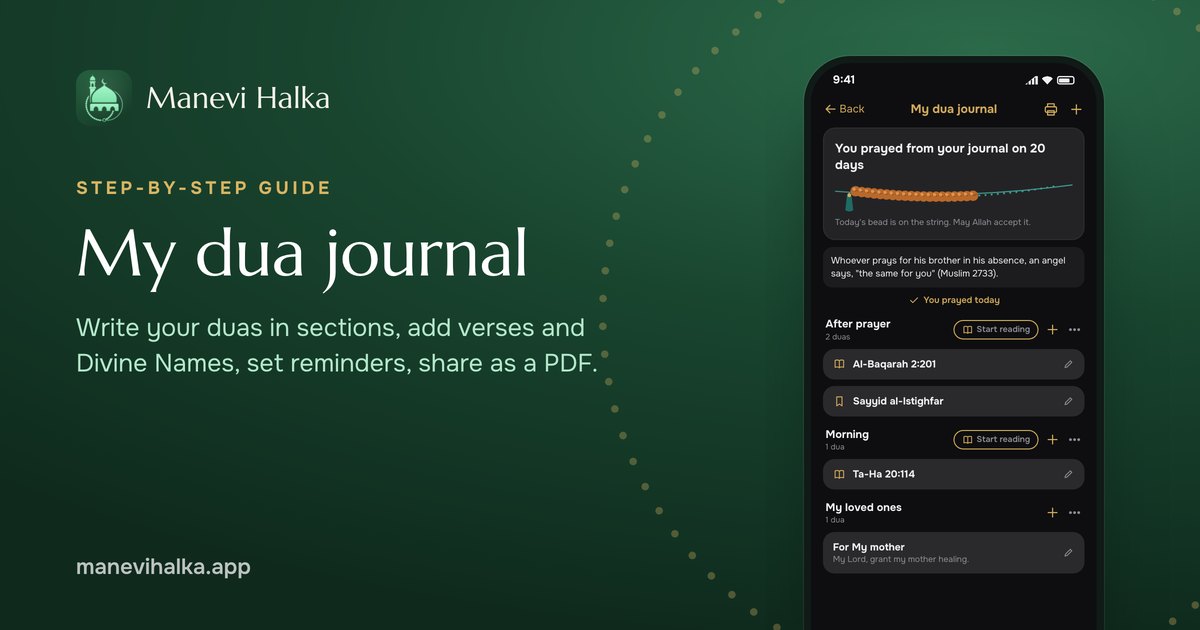 Manevi Halka
STEP-BY-STEP GUIDE
My dua journal
Write your duas in sections, add verses and
Divine Names, set reminders, share as a PDF.
manevihalka.app
9:41
Back
My dua journal
You prayed from your journal on 20
days
Today's bead is on the string. May Allah accept it.
Whoever prays for his brother in his absence, an angel
says, "the same for you" (Muslim 2733).
You prayed today
After prayer
Start reading
2 duas
Al-Baqarah 2:201
Sayyid al-Istighfar
Morning
Start reading
1 dua
Ta-Ha 20:114
My loved ones
1 dua
For My mother
My Lord, grant my mother healing.